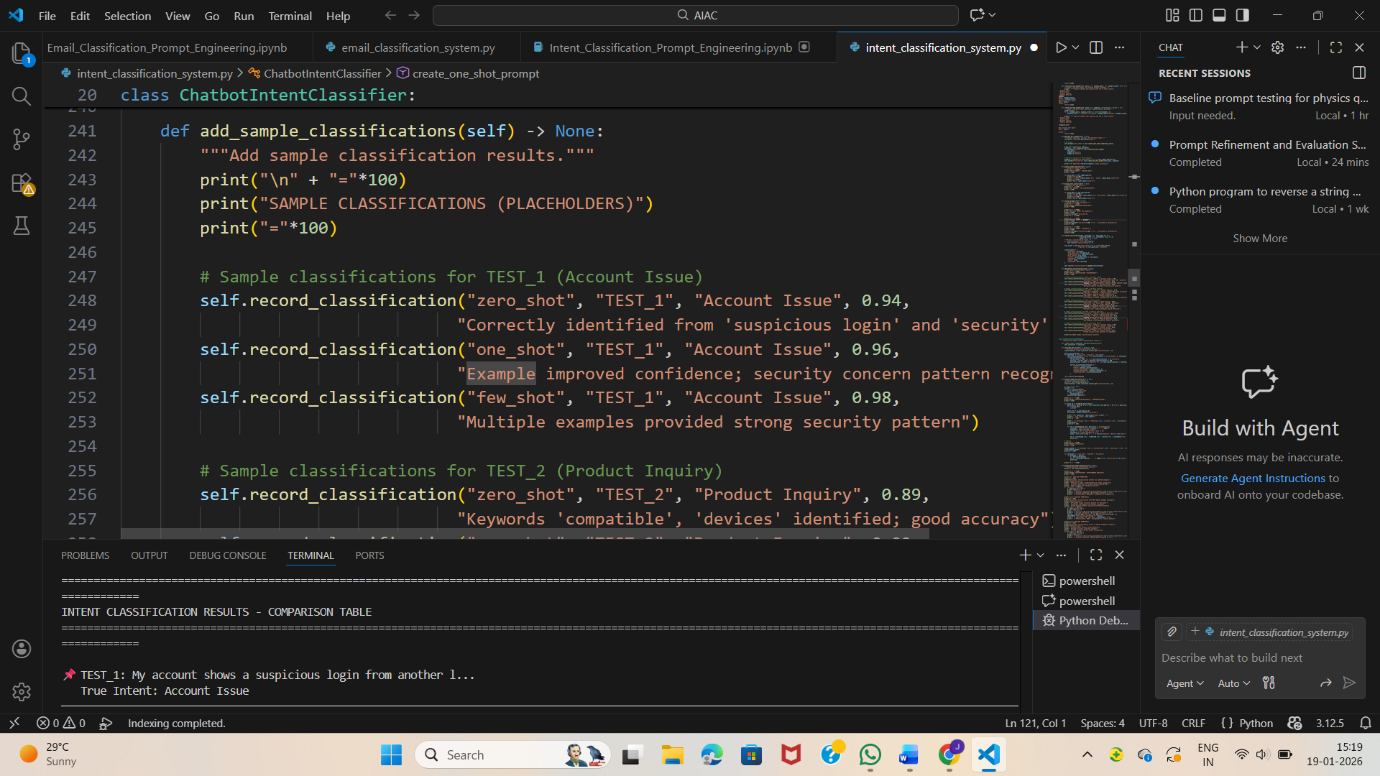 File Edit Selection View Go Run Terminal Help
AIAC
Email_Classification_Prompt_Engineering.ipynb
email_classification_system.py
Intent_Classification_Prompt_Engineering.ipynb
intent_classification_system.py
intent_classification_system.py > ChatbotIntentClassifier > create_one_shot_prompt
20 class ChatbotIntentClassifier:
241 def add_sample_classifications(self) -> None:
242 """Add sample classification results."""
243 print("\n" + "="*100)
244 print("SAMPLE CLASSIFICATIONS (PLACEHOLDERS)")
245 print("="*100)
246
247 # Sample classifications for TEST_1 (Account Issue)
248 self.record_classification("zero_shot", "TEST_1", "Account Issue", 0.94,
249 "Correctly identified from 'suspicious login' and 'security'
250 self.record_classification("one_shot", "TEST_1", "Account Issue", 0.96,
251 "Example improved confidence; security concern pattern recogn
252 self.record_classification("few_shot", "TEST_1", "Account Issue", 0.98,
253 "Multiple examples provided strong security pattern")
254
255 # Sample classifications for TEST_2 (Product Inquiry)
256 self.record_classification("zero_shot", "TEST_2", "Product Inquiry", 0.89,
257 "Keywords 'compatible', 'devices' identified; good accuracy")
PROBLEMS OUTPUT DEBUG CONSOLE TERMINAL PORTS
====================================================================================================
============
INTENT CLASSIFICATION RESULTS - COMPARISON TABLE
====================================================================================================
============
TEST_1: My account shows a suspicious login from another l...
True Intent: Account Issue
powershell
powershell
Python Deb...
CHAT
RECENT SESSIONS
Baseline prompt testing for physics q...
Input needed. Local • 1 hr
Prompt Refinement and Evaluation S...
Completed Local • 24 mins
Python program to reverse a string ...
Completed Local • 1 wk
Show More
Build with Agent
AI responses may be inaccurate.
Generate Agent Instructions to
onboard AI onto your codebase.
intent_classification_system.py
Describe what to build next
Agent Auto
0 0 Indexing completed.
Ln 121, Col 1 Spaces: 4 UTF-8 CRLF {} Python 3.12.5
1
29°C
Sunny
Search
J
ENG
IN
15:19
19-01-2026